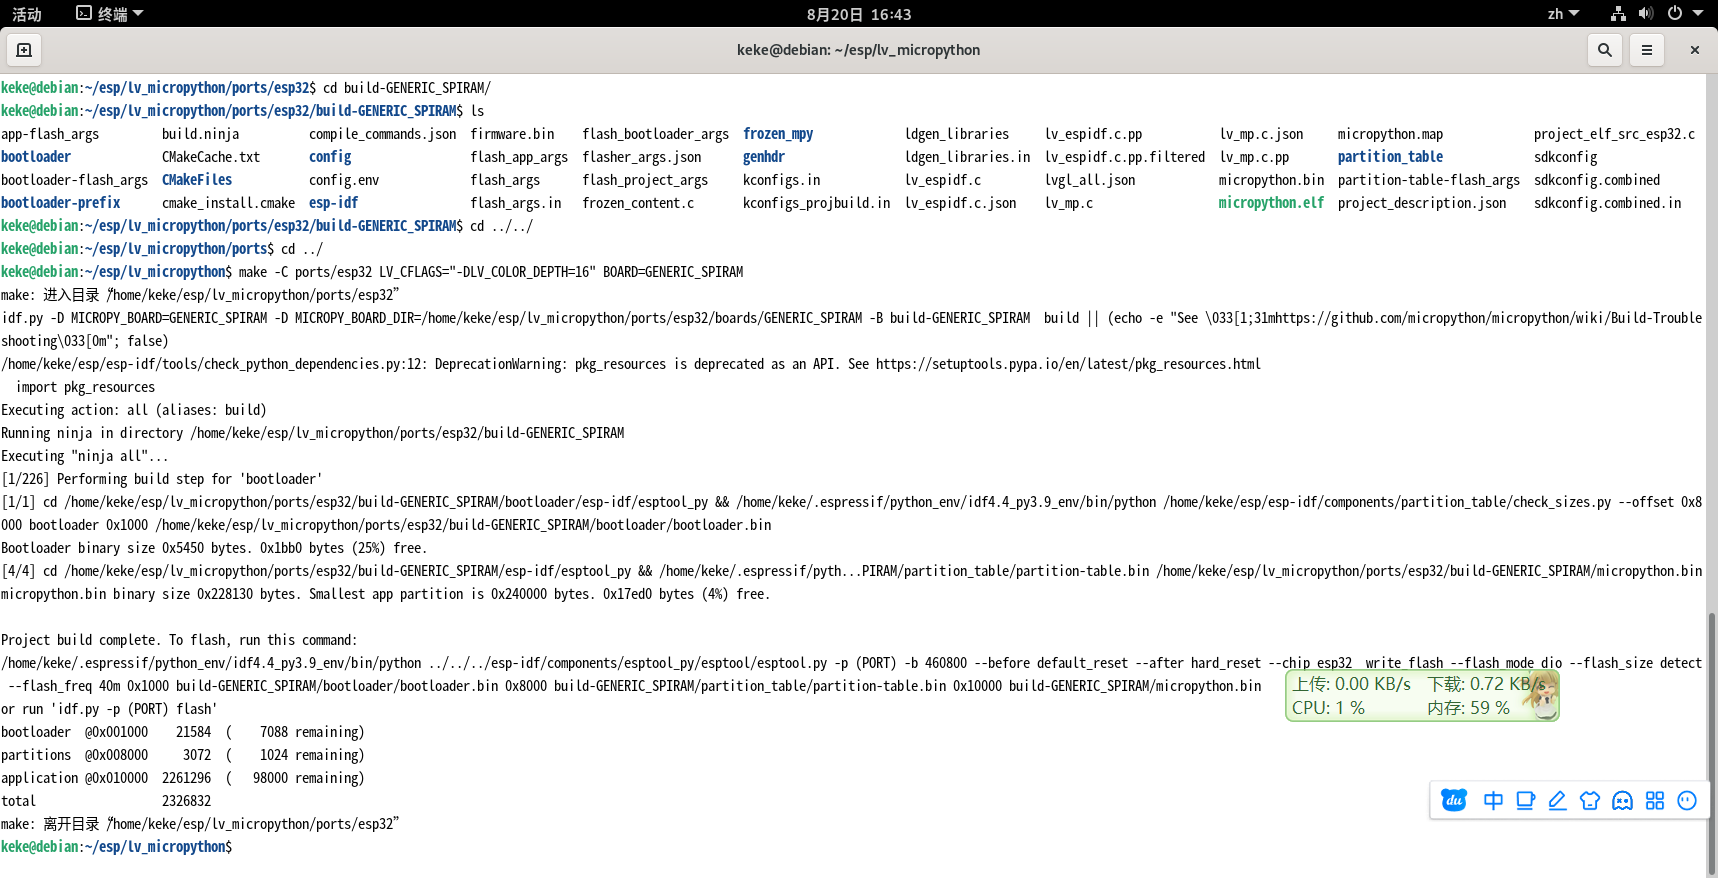 活动 终端 8月20日 16:43 zh
keke@debian: ~/esp/lv_micropython
keke@debian:~/esp/lv_micropython/ports/esp32$ cd build-GENERIC_SPIRAM/
keke@debian:~/esp/lv_micropython/ports/esp32/build-GENERIC_SPIRAM$ ls
app-flash_args build.ninja compile_commands.json firmware.bin flash_bootloader_args frozen_mpy ldgen_libraries lv_espidf.c.pp lv_mp.c.json micropython.map project_elf_src_esp32.c
bootloader CMakeCache.txt config flash_app_args flasher_args.json genhdr ldgen_libraries.in lv_espidf.c.pp.filtered lv_mp.c.pp partition_table sdkconfig
bootloader-flash_args CMakeFiles config.env flash_args flash_project_args kconfigs.in lv_espidf.c lvgl_all.json micropython.bin partition-table-flash_args sdkconfig.combined
bootloader-prefix cmake_install.cmake esp-idf flash_args.in frozen_content.c kconfigs_projbuild.in lv_espidf.c.json lv_mp.c micropython.elf project_description.json sdkconfig.combined.in
keke@debian:~/esp/lv_micropython/ports/esp32/build-GENERIC_SPIRAM$ cd ../../
keke@debian:~/esp/lv_micropython/ports$ cd ../
keke@debian:~/esp/lv_micropython$ make -C ports/esp32 LV_CFLAGS="-DLV_COLOR_DEPTH=16" BOARD=GENERIC_SPIRAM
make: 进入目录“/home/keke/esp/lv_micropython/ports/esp32”
idf.py -D MICROPY_BOARD=GENERIC_SPIRAM -D MICROPY_BOARD_DIR=/home/keke/esp/lv_micropython/ports/esp32/boards/GENERIC_SPIRAM -B build-GENERIC_SPIRAM  build || (echo -e "See \033[1;31mhttps://github.com/micropython/micropython/wiki/Build-Trouble
shooting\033[0m"; false)
/home/keke/esp/esp-idf/tools/check_python_dependencies.py:12: DeprecationWarning: pkg_resources is deprecated as an API. See https://setuptools.pypa.io/en/latest/pkg_resources.html
  import pkg_resources
Executing action: all (aliases: build)
Running ninja in directory /home/keke/esp/lv_micropython/ports/esp32/build-GENERIC_SPIRAM
Executing "ninja all"...
[1/226] Performing build step for 'bootloader'
[1/1] cd /home/keke/esp/lv_micropython/ports/esp32/build-GENERIC_SPIRAM/bootloader/esp-idf/esptool_py && /home/keke/.espressif/python_env/idf4.4_py3.9_env/bin/python /home/keke/esp/esp-idf/components/partition_table/check_sizes.py --offset 0x8
000 bootloader 0x1000 /home/keke/esp/lv_micropython/ports/esp32/build-GENERIC_SPIRAM/bootloader/bootloader.bin
Bootloader binary size 0x5450 bytes. 0x1bb0 bytes (25%) free.
[4/4] cd /home/keke/esp/lv_micropython/ports/esp32/build-GENERIC_SPIRAM/esp-idf/esptool_py && /home/keke/.espressif/pyth...PIRAM/partition_table/partition-table.bin /home/keke/esp/lv_micropython/ports/esp32/build-GENERIC_SPIRAM/micropython.bin
micropython.bin binary size 0x228130 bytes. Smallest app partition is 0x240000 bytes. 0x17ed0 bytes (4%) free.
Project build complete. To flash, run this command:
/home/keke/.espressif/python_env/idf4.4_py3.9_env/bin/python ../../../esp-idf/components/esptool_py/esptool/esptool.py -p (PORT) -b 460800 --before default_reset --after hard_reset --chip esp32  write_flash --flash_mode dio --flash_size detect
 --flash_freq 40m 0x1000 build-GENERIC_SPIRAM/bootloader/bootloader.bin 0x8000 build-GENERIC_SPIRAM/partition_table/partition-table.bin 0x10000 build-GENERIC_SPIRAM/micropython.bin
or run 'idf.py -p (PORT) flash'
bootloader  @0x001000    21584  (    7088 remaining)
partitions  @0x008000     3072  (    1024 remaining)
application @0x010000  2261296  (   98000 remaining)
total                  2326832
make: 离开目录“/home/keke/esp/lv_micropython/ports/esp32”
keke@debian:~/esp/lv_micropython$
上传: 0.00 KB/s 下载: 0.72 KB/s
CPU: 1 % 内存: 59 %
du 中